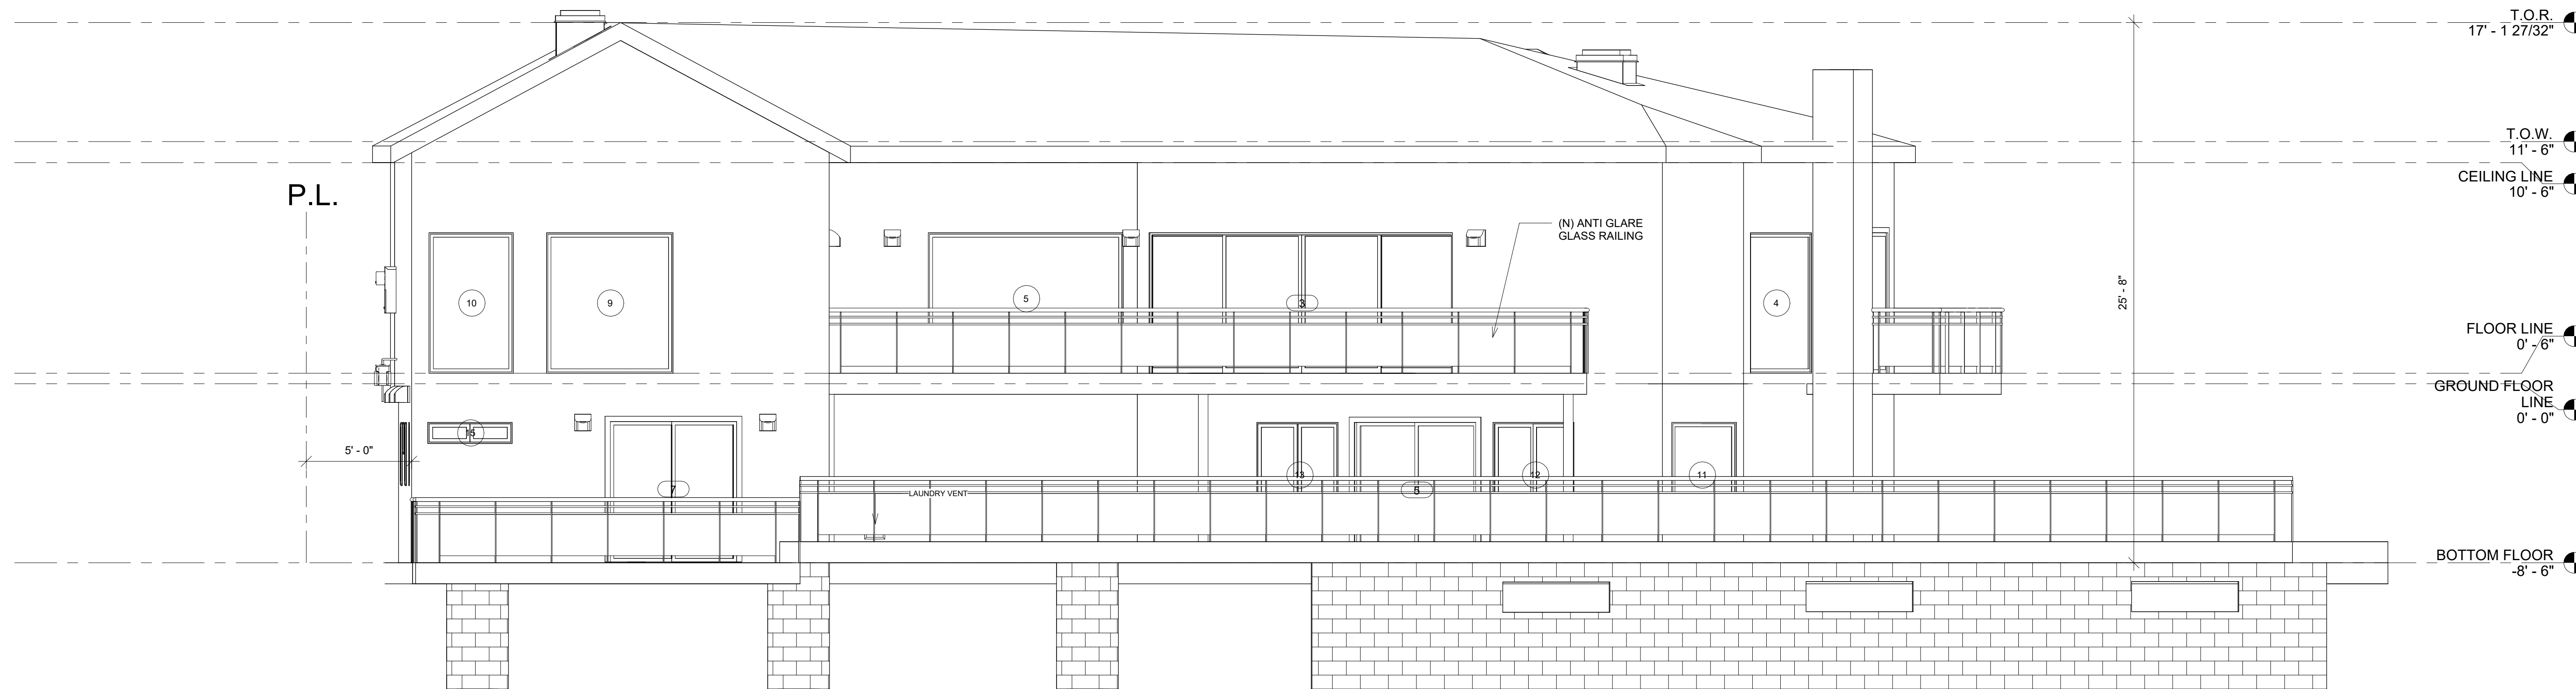 T.O.R.
17' - 1 27/32"
T.O.W.
11' - 6"
CEILING LINE
10' - 6"
P.L.
(N) ANTI GLARE
GLASS RAILING
10
9
5
3
4
25' - 8"
FLOOR LINE
0' - 6"
GROUND FLOOR
LINE
0' - 0"
15
5' - 0"
7
LAUNDRY VENT
13
5
12
11
BOTTOM FLOOR
-8' - 6"